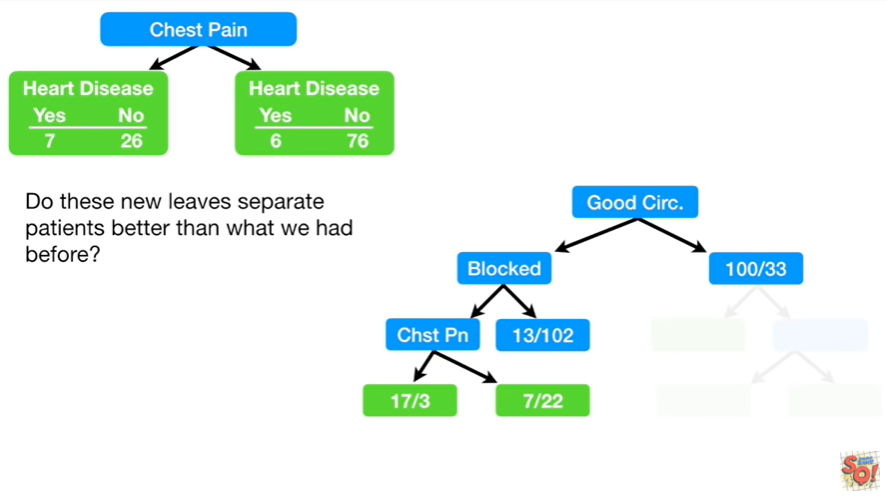 Chest Pain
Heart Disease
Yes No
7 26
Heart Disease
Yes No
6 76
Do these new leaves separate
patients better than what we had
before?
Good Circ.
Blocked
100/33
Chst Pn
13/102
17/3
7/22
SO!